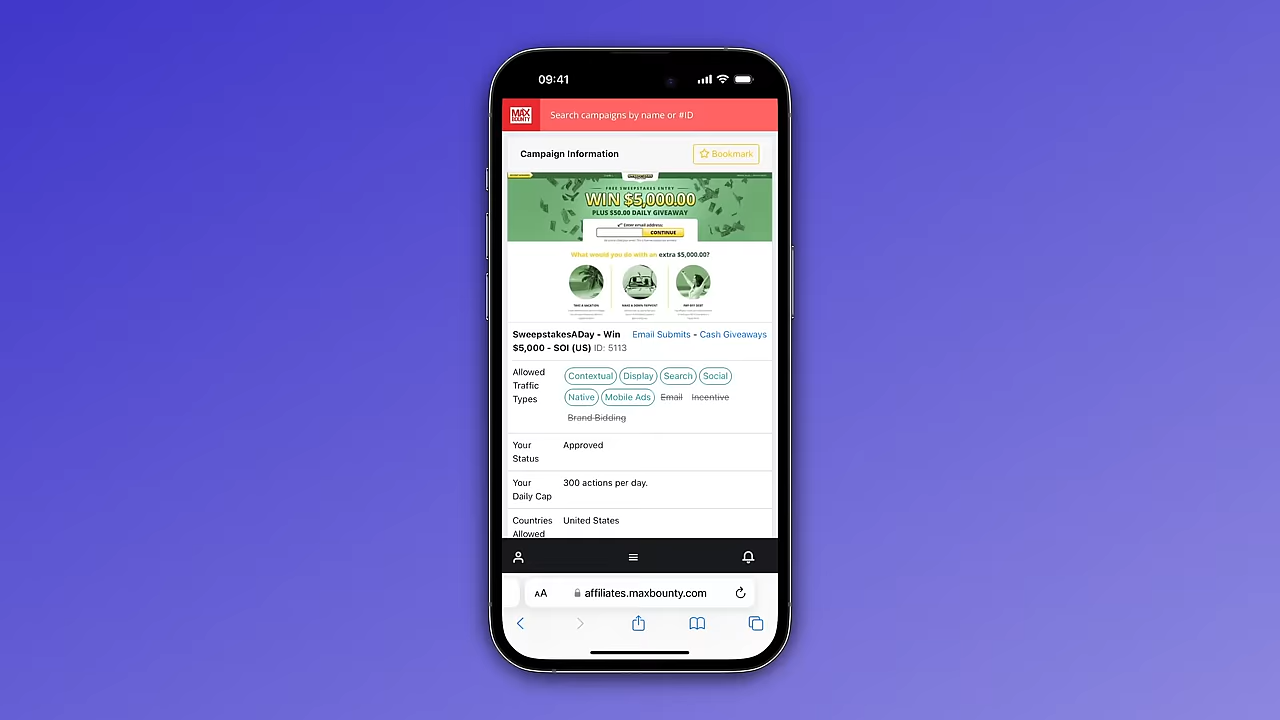 09:41
MAX BOUNTY
Search campaigns by name or #ID
Campaign Information
Bookmark
FREE SWEEPSTAKES ENTRY
WIN $5,000.00
PLUS $50.00 DAILY GIVEAWAY
Enter email address:
CONTINUE
What would you do with an extra $5,000.00?
TAKE A VACATION
MAKE A DOWN PAYMENT
PAY OFF DEBT
SweepstakesADay - Win $5,000 - SOI (US) ID: 5113
Email Submits - Cash Giveaways
Allowed Traffic Types
Contextual Display Search Social
Native Mobile Ads Email Incentive
Brand Bidding
Your Status
Approved
Your Daily Cap
300 actions per day.
Countries Allowed
United States
AA
affiliates.maxbounty.com